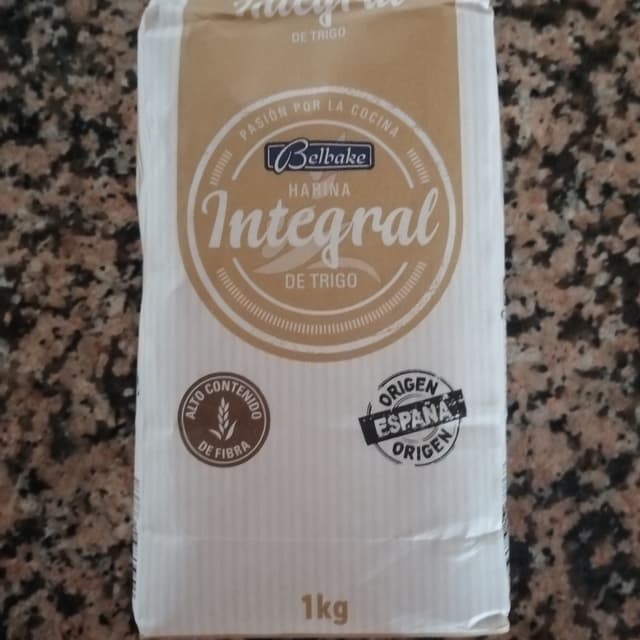 Integral
DE TRIGO
PASIÓN POR LA COCINA
Belbake
HARINA
Integral
DE TRIGO
ALTO CONTENIDO
DE FIBRA
ORIGEN
ESPAÑA
ORIGEN
1kg